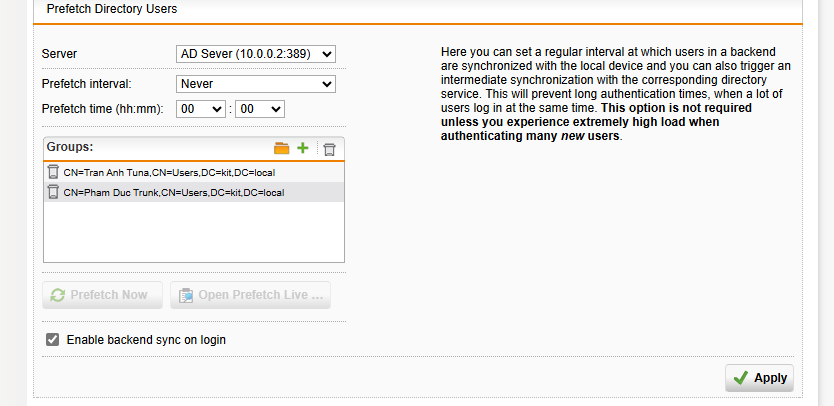 Prefetch Directory Users
Server
AD Sever (10.0.0.2:389)
Prefetch interval:
Never
Prefetch time (hh:mm):
00 : 00
Groups:
CN=Tran Anh Tuna,CN=Users,DC=kit,DC=local
CN=Pham Duc Trunk,CN=Users,DC=kit,DC=local
Prefetch Now
Open Prefetch Live ...
Enable backend sync on login
Here you can set a regular interval at which users in a backend
are synchronized with the local device and you can also trigger an
intermediate synchronization with the corresponding directory
service. This will prevent long authentication times, when a lot of
users log in at the same time. This option is not required
unless you experience extremely high load when
authenticating many new users.
Apply